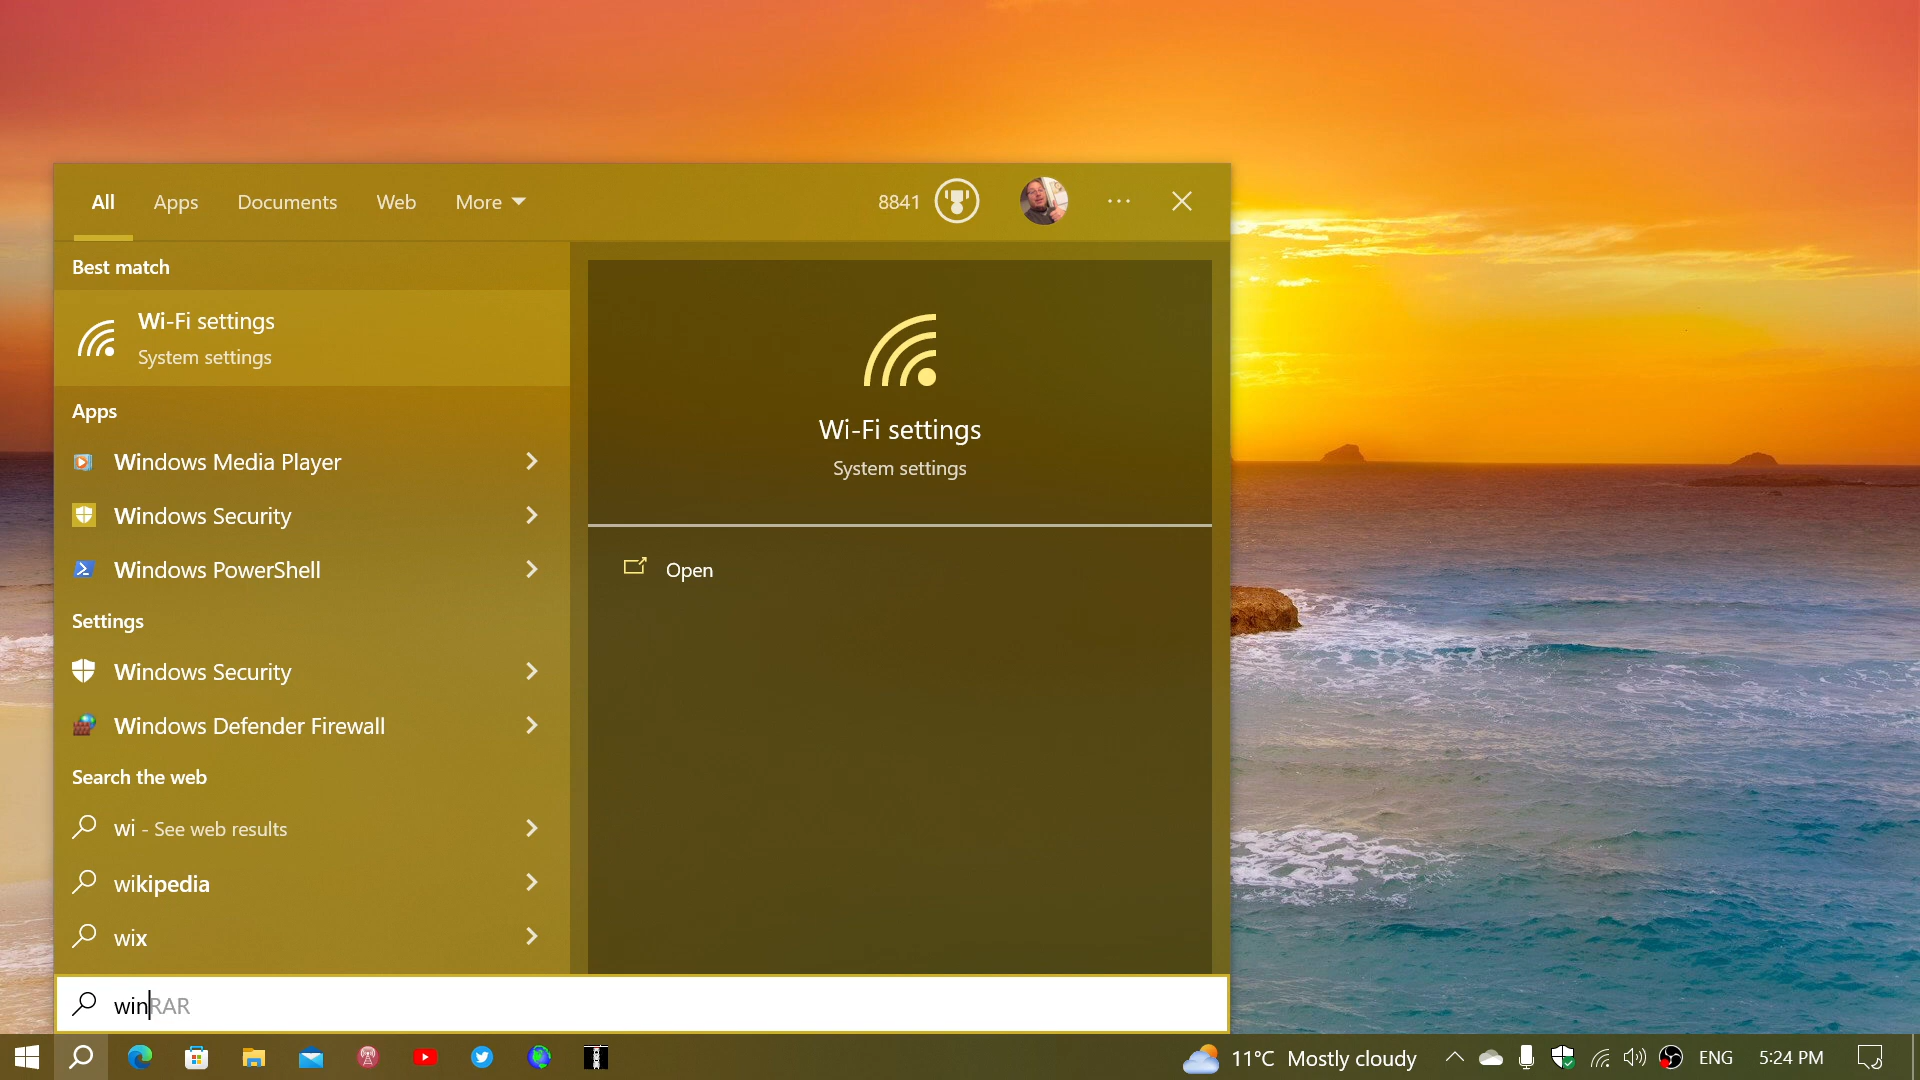 All Apps Documents Web More 8841
Best match
Wi-Fi settings
System settings
Apps
Windows Media Player
Windows Security
Windows PowerShell
Settings
Windows Security
Windows Defender Firewall
Search the web
wi - See web results
wikipedia
wix
winRAR
Wi-Fi settings
System settings
Open
11°C Mostly cloudy ENG 5:24 PM